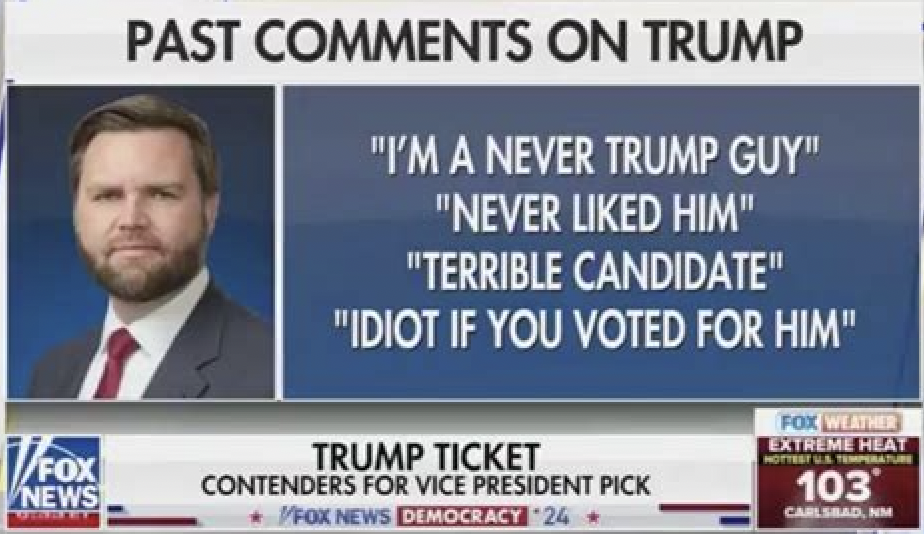 PAST COMMENTS ON TRUMP
"I'M A NEVER TRUMP GUY"
"NEVER LIKED HIM"
"TERRIBLE CANDIDATE"
"IDIOT IF YOU VOTED FOR HIM"
FOX WEATHER
EXTREME HEAT
HOTTEST U.S. TEMPERATURE
103°
CARLSBAD, NM
FOX
NEWS
TRUMP TICKET
CONTENDERS FOR VICE PRESIDENT PICK
FOX NEWS DEMOCRACY '24